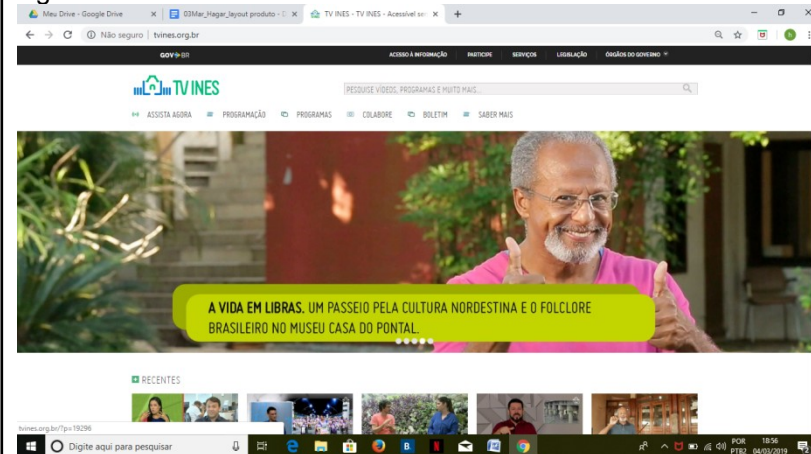 Meu Drive - Google Drive
03Mar_Hagar_layout produto - D
TV INES - TV INES - Acessível se
Não seguro | tvines.org.br
GOV BR
ACESSO À INFORMAÇÃO PARTICIPE SERVIÇOS LEGISLAÇÃO ÓRGÃOS DO GOVERNO
TV INES
PESQUISE VÍDEOS, PROGRAMAS E MUITO MAIS...
ASSISTA AGORA PROGRAMAÇÃO PROGRAMAS COLABORE BOLETIM SABER MAIS
A VIDA EM LIBRAS. UM PASSEIO PELA CULTURA NORDESTINA E O FOLCLORE
BRASILEIRO NO MUSEU CASA DO PONTAL.
RECENTES
tvines.org.br/?p=19296
Digite aqui para pesquisar
POR 18:56
PTB2 04/03/2019